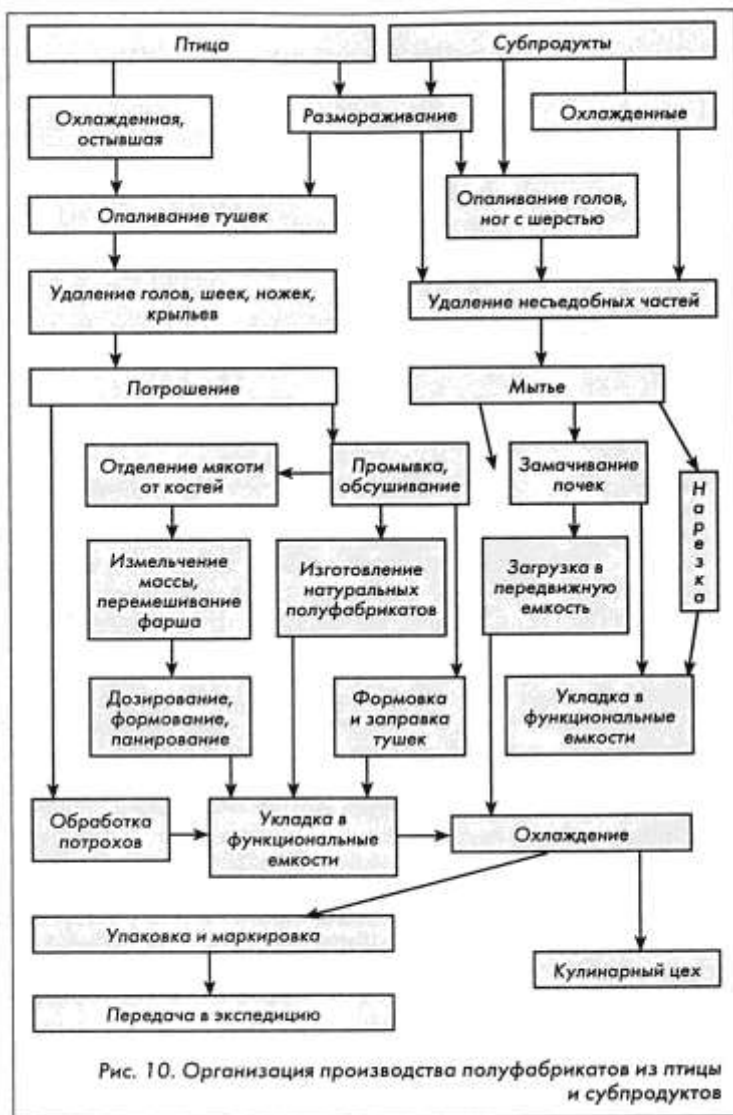 Птица
Субпродукты
Охлажденная,
остывшая
Размораживание
Охлажденные
Опаливание тушек
Опаливание голов,
ног с шерстью
Удаление голов, шеек, ножек,
крыльев
Удаление несъедобных частей
Потрошение
Мытье
Отделение мякоти
от костей
Промывка,
обсушивание
Замачивание
почек
Нарезка
Измельчение
массы,
перемешивание
фарша
Изготовление
натуральных
полуфабрикатов
Загрузка в
передвижную
емкость
Дозирование,
формование,
панирование
Формовка
и заправка
тушек
Укладка в
функциональные
емкости
Обработка
потрохов
Укладка в
функциональные
емкости
Охлаждение
Упаковка и маркировка
Кулинарный цех
Передача в экспедицию
Рис. 10. Организация производства полуфабрикатов из птицы
и субпродуктов